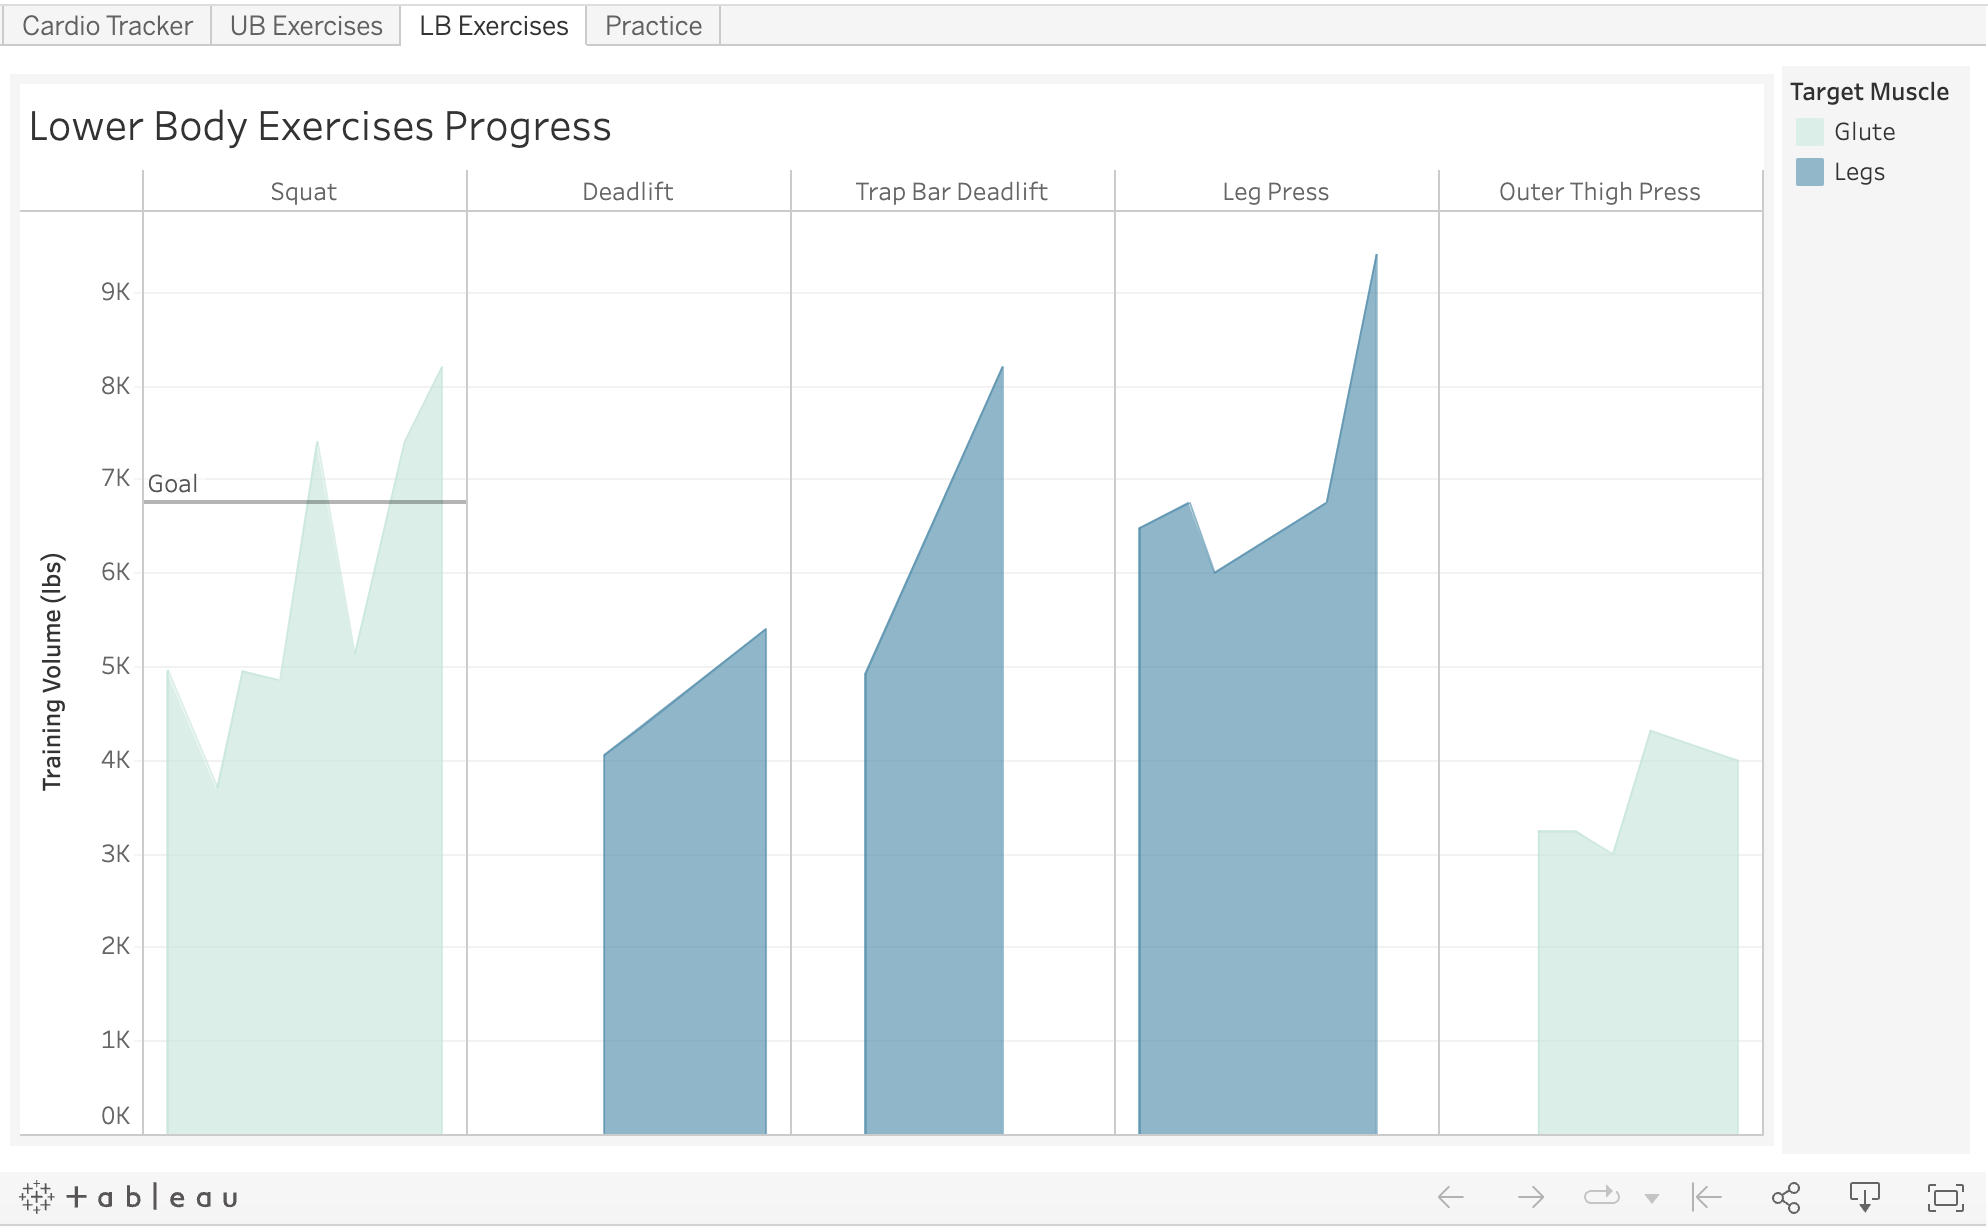 Cardio Tracker UB Exercises LB Exercises Practice
Lower Body Exercises Progress
Squat Deadlift Trap Bar Deadlift Leg Press Outer Thigh Press
9K
8K
7K
Goal
6K
5K
4K
3K
2K
1K
0K
Training Volume (lbs)
Target Muscle
Glute
Legs
+ableau